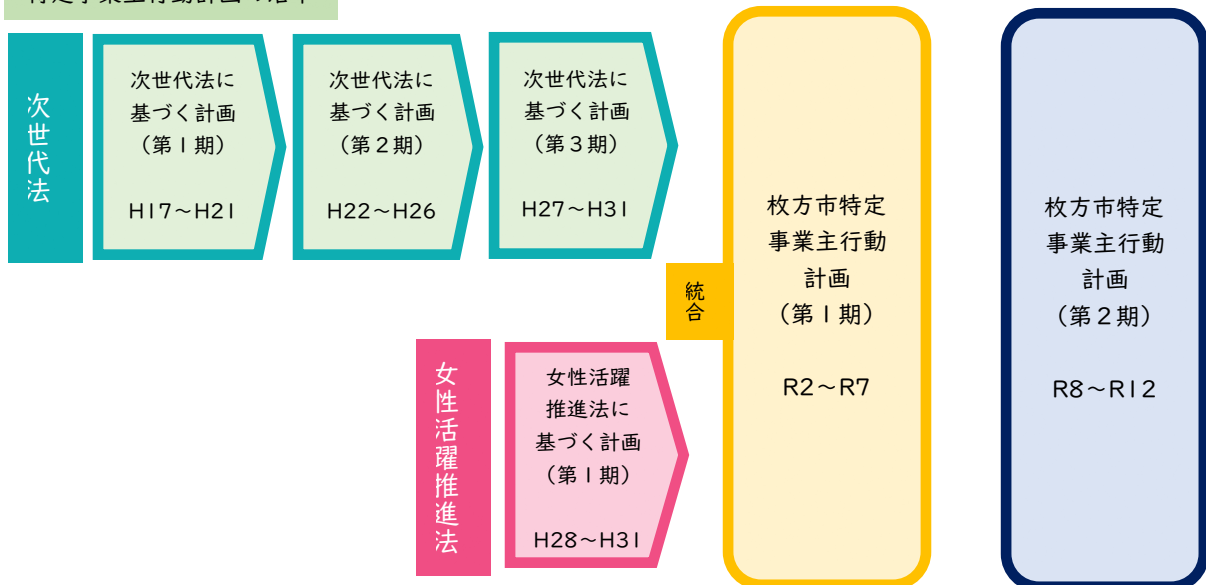 次世代法
次世代法に
基づく計画
(第1期)
H17~H21
次世代法に
基づく計画
(第2期)
H22~H26
次世代法に
基づく計画
(第3期)
H27~H31
女性活躍推進法
女性活躍
推進法に
基づく計画
(第1期)
H28~H31
統合
枚方市特定
事業主行動
計画
(第1期)
R2~R7
枚方市特定
事業主行動
計画
(第2期)
R8~R12